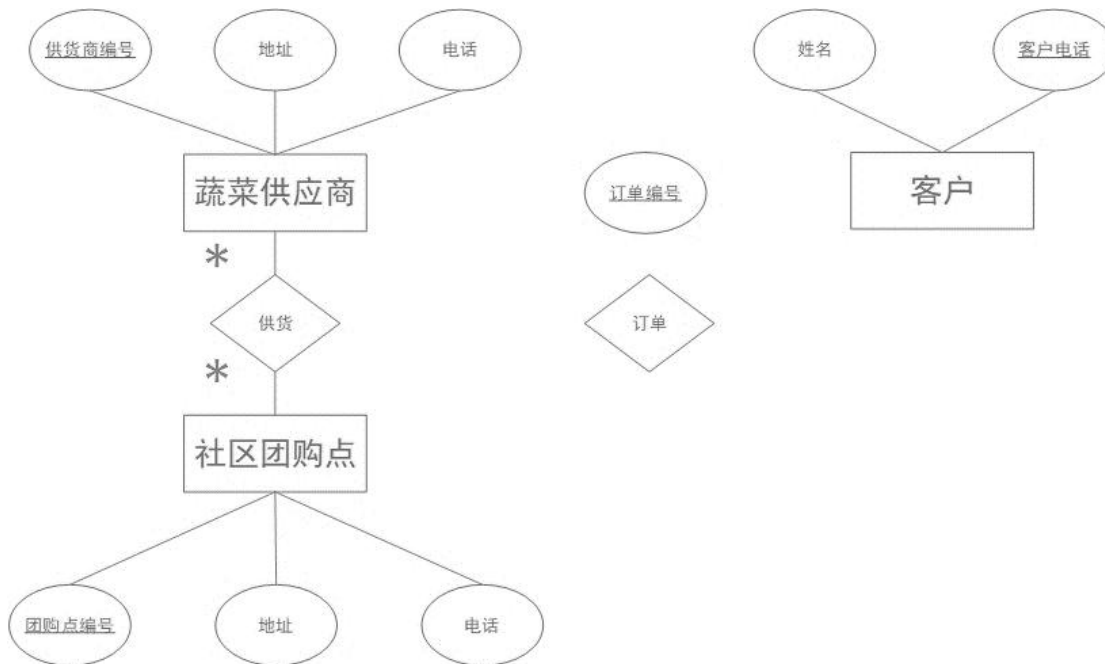 供货商编号
地址
电话
姓名
客户电话
蔬菜供应商
订单编号
客户
*
供货
订单
*
社区团购点
团购点编号
地址
电话